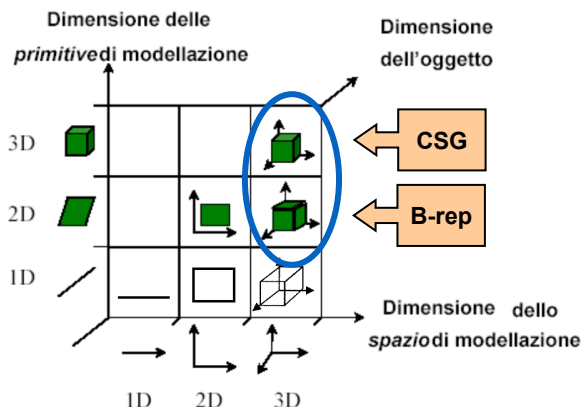 Dimensione delle
primitive di modellazione
Dimensione
dell'oggetto
3D
CSG
2D
B-rep
1D
Dimensione dello
spazio di modellazione
1D 2D 3D